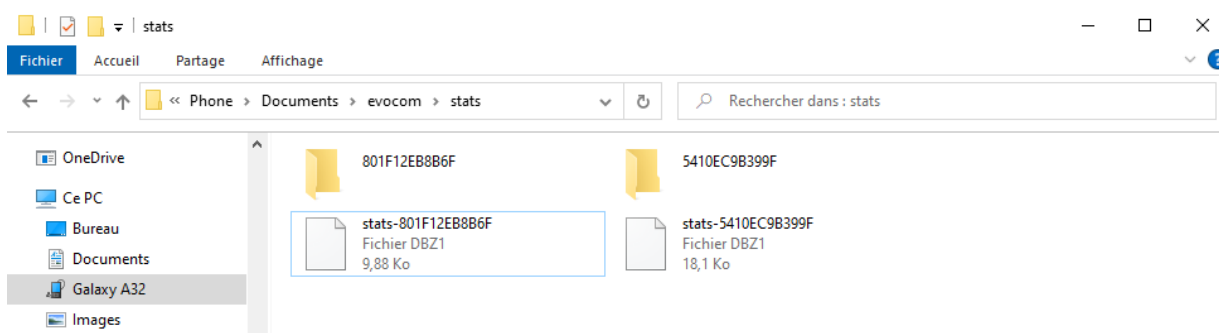 stats
Fichier Accueil Partage Affichage ?
« Phone > Documents > evocom > stats Rechercher dans : stats
OneDrive
Ce PC
Bureau
Documents
Galaxy A32
Images
801F12EB8B6F 5410EC9B399F
stats-801F12EB8B6F stats-5410EC9B399F
Fichier DBZ1 Fichier DBZ1
9,88 Ko 18,1 Ko